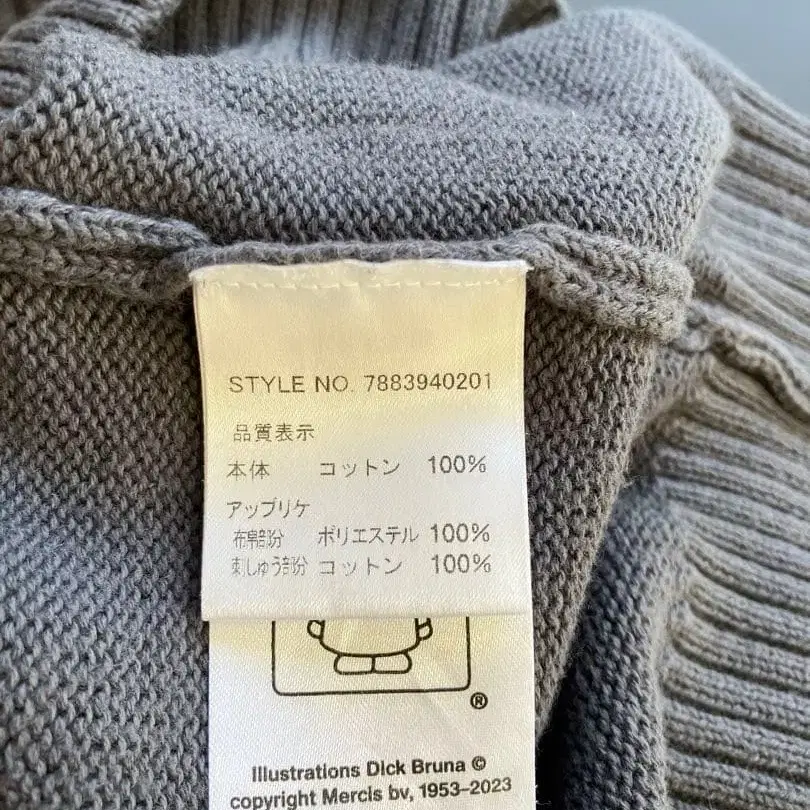 STYLE NO. 7883940201
品質表示
本体 コットン 100%
アップリケ
布帛部分 ポリエステル 100%
刺しゅう部分 コットン 100%
®
Illustrations Dick Bruna ©
copyright Mercis bv, 1953–2023